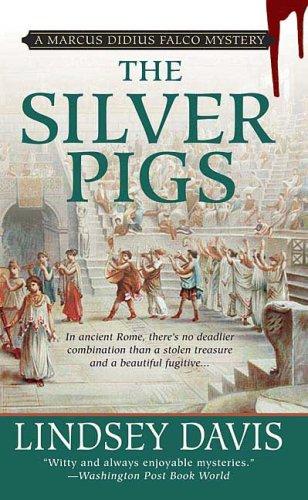 A MARCUS DIDIUS FALCO MYSTERY
THE
SILVER
PIGS
In ancient Rome, there's no deadlier
combination than a stolen treasure
and a beautiful fugitive...
LINDSEY DAVIS
"Witty and always enjoyable mysteries."
—Washington Post Book World